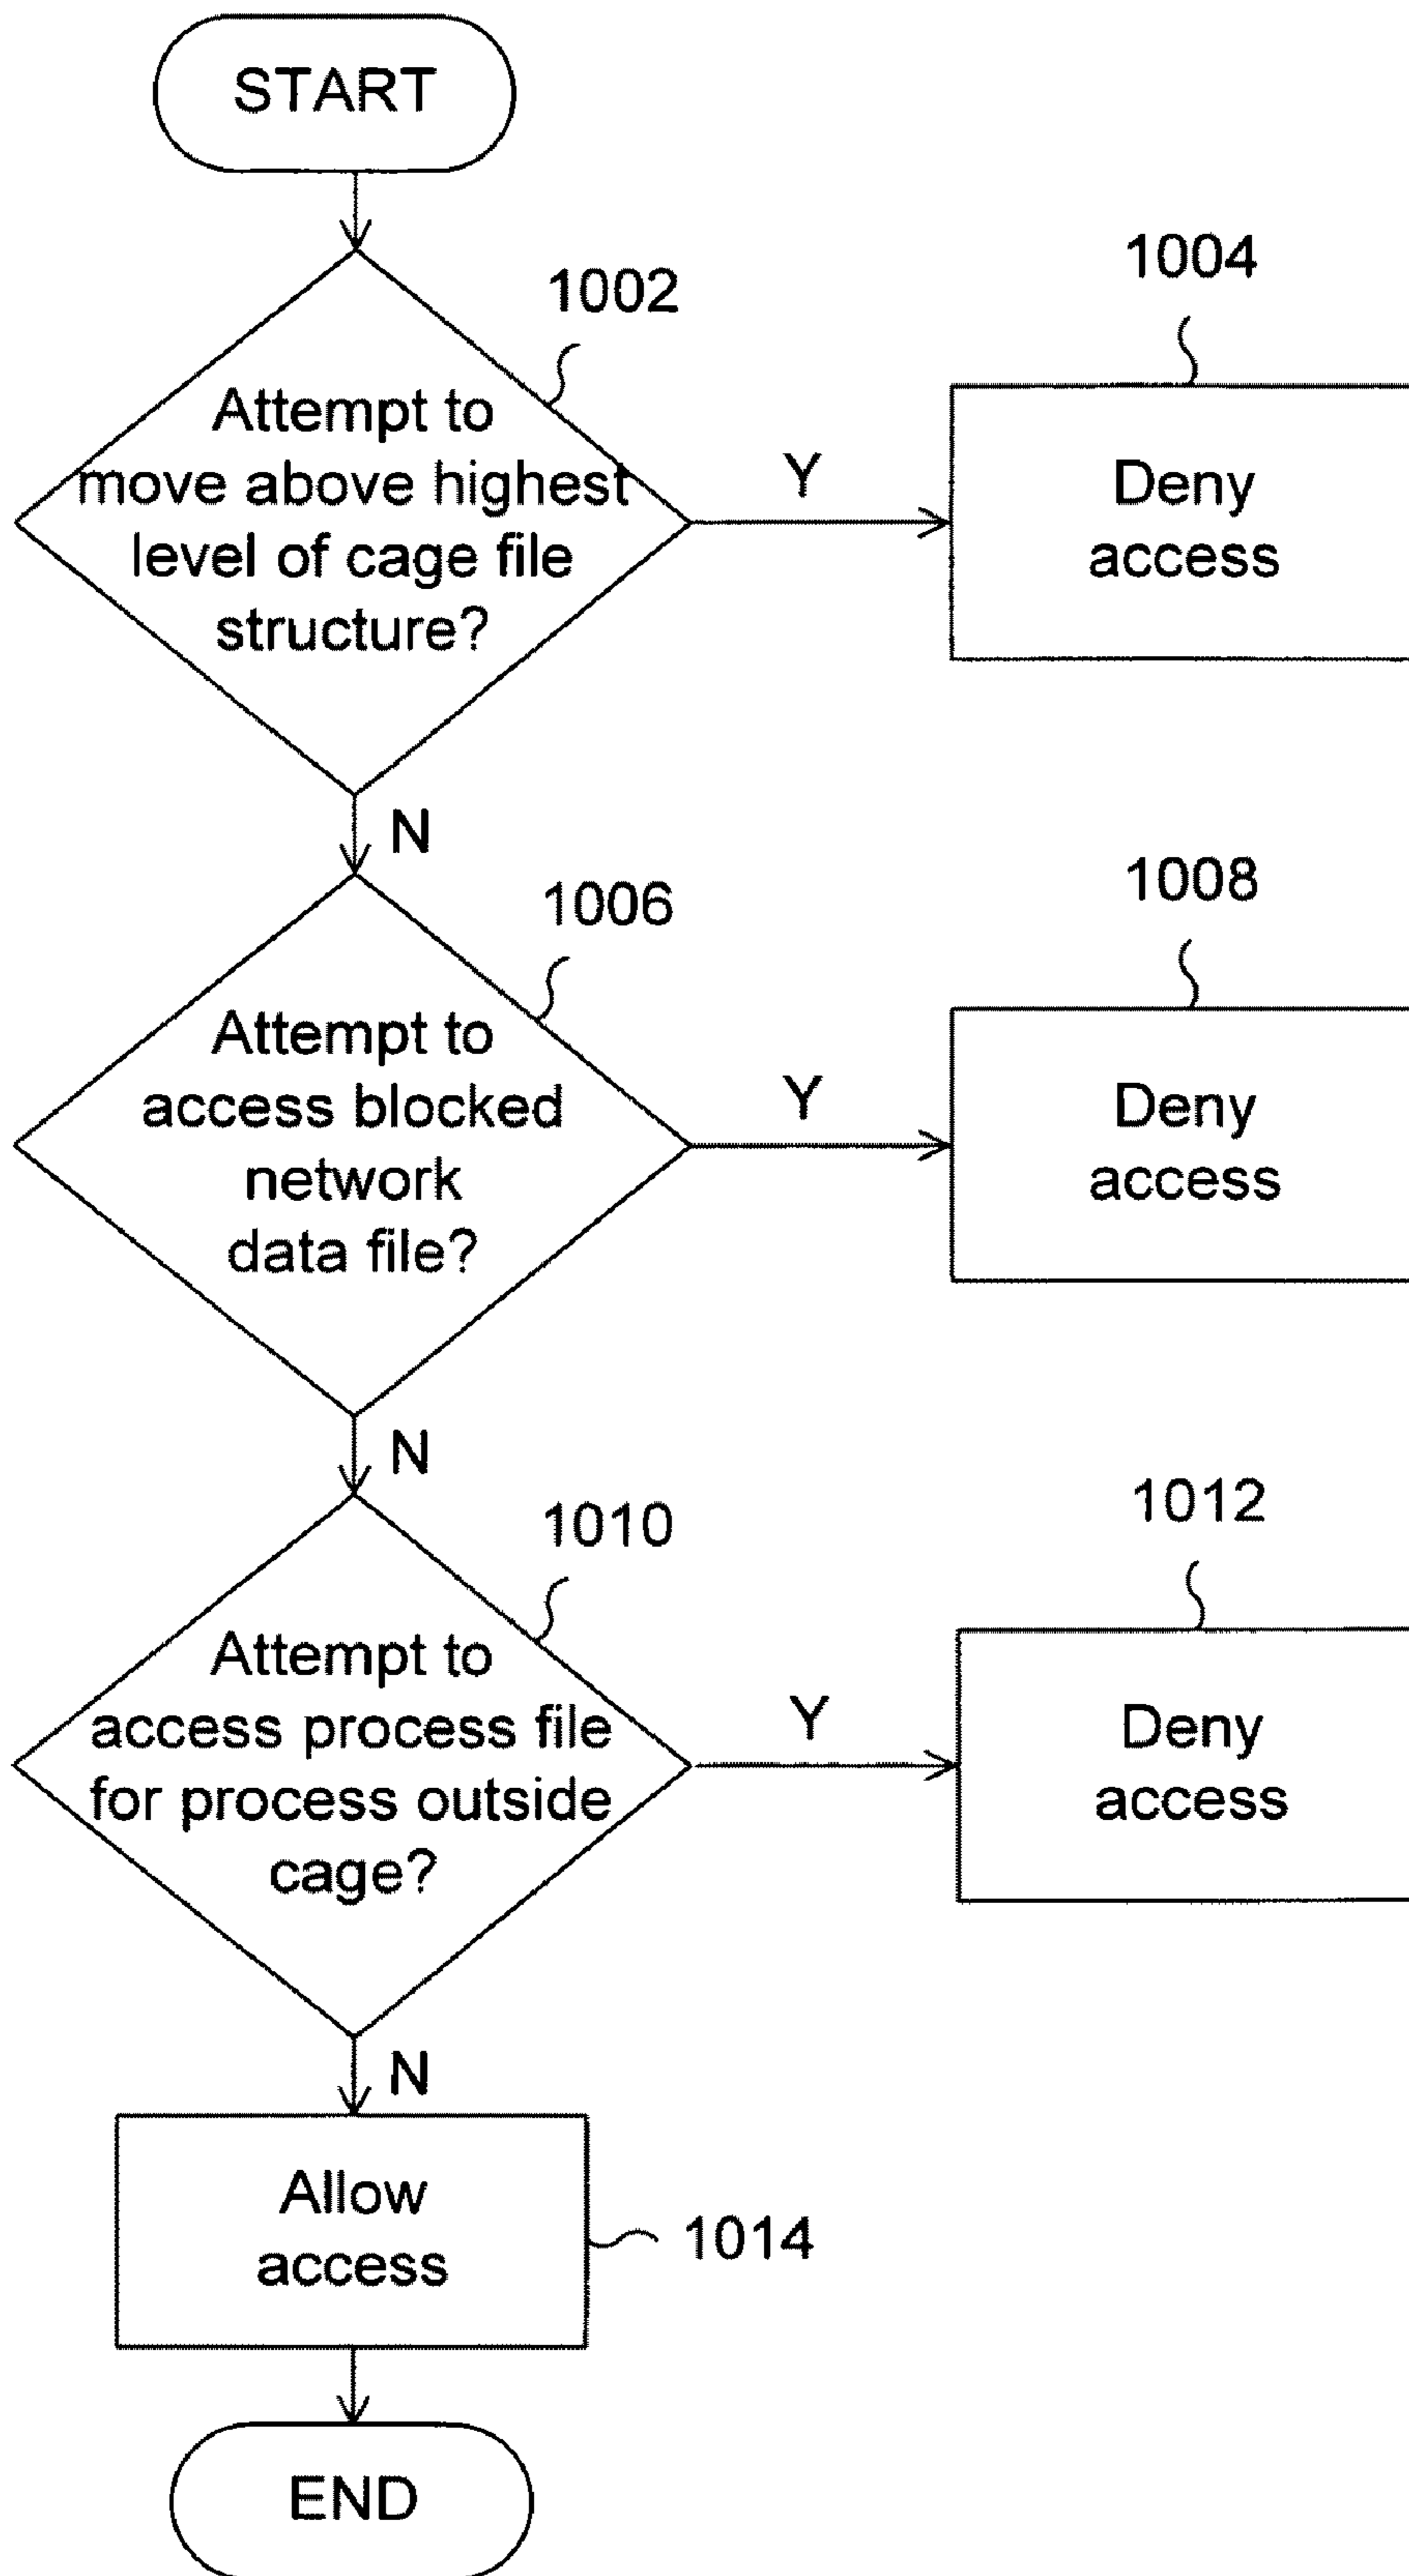 START
1002
Attempt to
move above highest
level of cage file
structure?
Y
1004
Deny
access
N
1006
Attempt to
access blocked
network
data file?
Y
1008
Deny
access
N
1010
Attempt to
access process file
for process outside
cage?
Y
1012
Deny
access
N
Allow
access
1014
END